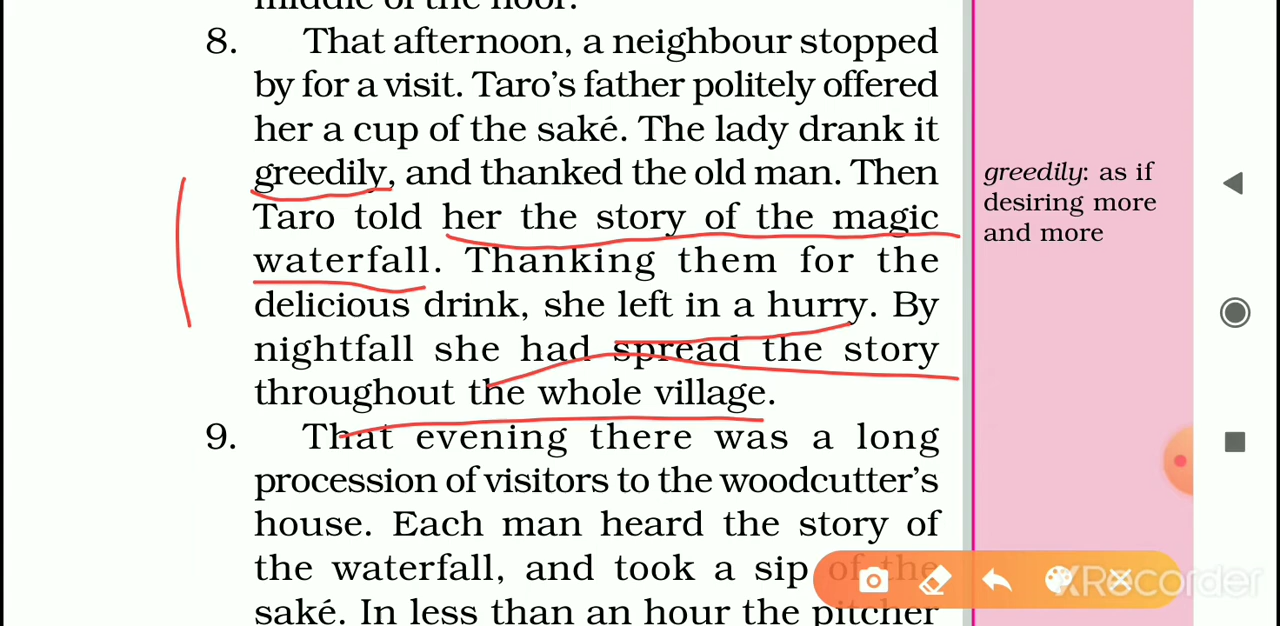 middle of the floor.
8. That afternoon, a neighbour stopped
by for a visit. Taro's father politely offered
her a cup of the saké. The lady drank it
greedily, and thanked the old man. Then
Taro told her the story of the magic
waterfall. Thanking them for the
delicious drink, she left in a hurry. By
nightfall she had spread the story
throughout the whole village.
9. That evening there was a long
procession of visitors to the woodcutter's
house. Each man heard the story of
the waterfall, and took a sip of the
saké. In less than an hour the pitcher
greedily: as if
desiring more
and more
XRecorder